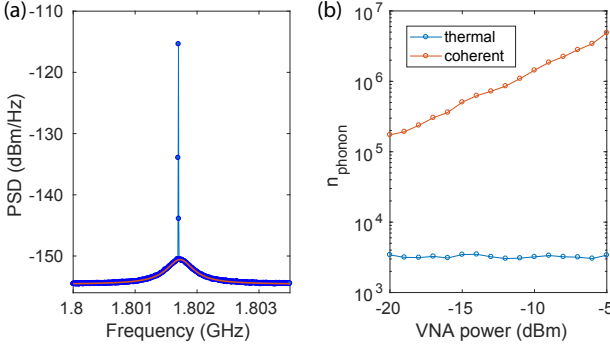 (a)
-110
-120
-130
-140
-150
PSD (dBm/Hz)
1.8 1.801 1.802 1.803
Frequency (GHz)
(b)
thermal
coherent
10^7
10^6
10^5
10^4
10^3
n_phonon
-20 -15 -10 -5
VNA power (dBm)